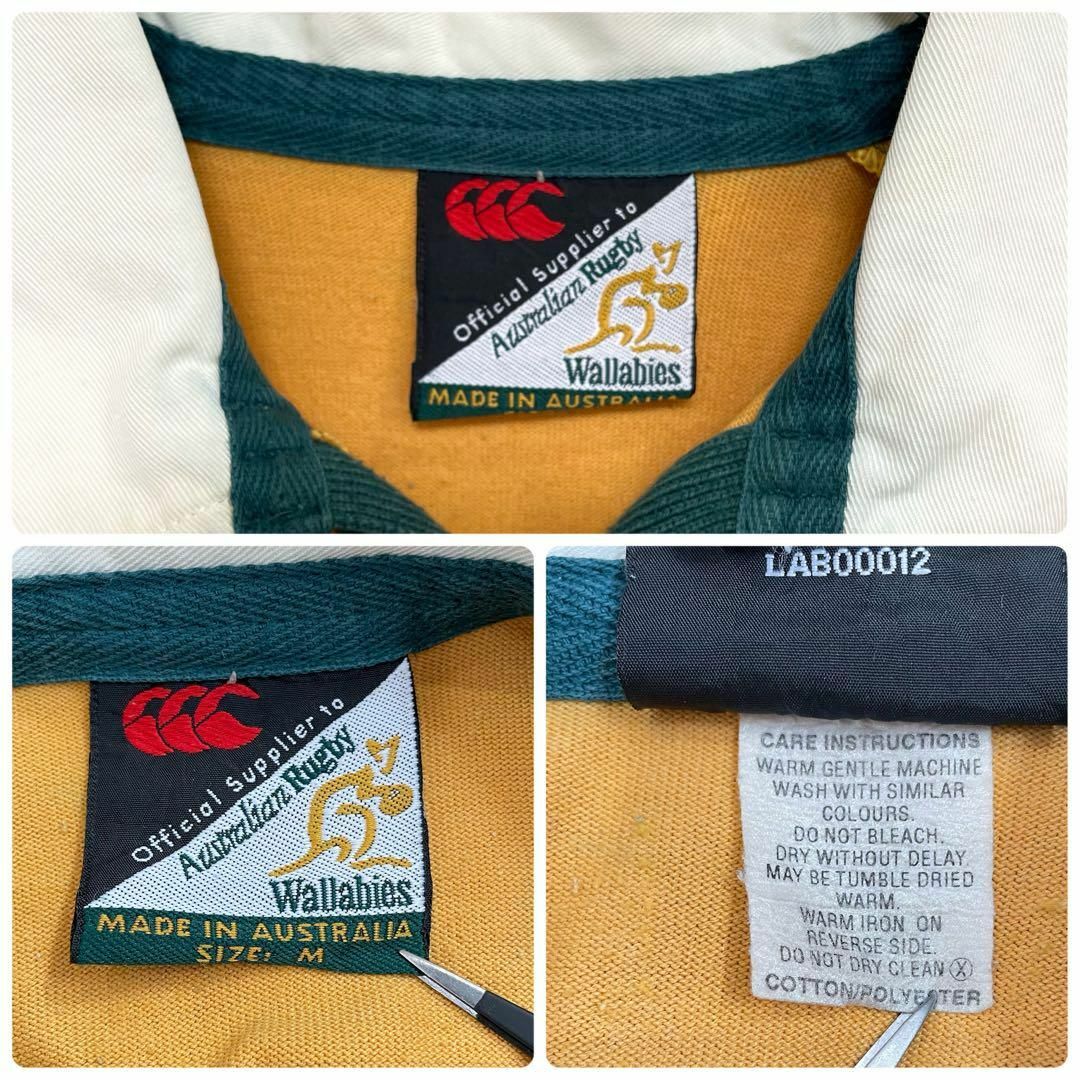 Official Supplier to
Australian Rugby
Wallabies
MADE IN AUSTRALIA
Official Supplier to
Australian Rugby
Wallabies
MADE IN AUSTRALIA
SIZE: M
LAB00012
CARE INSTRUCTIONS
WARM GENTLE MACHINE
WASH WITH SIMILAR
COLOURS.
DO NOT BLEACH.
DRY WITHOUT DELAY.
MAY BE TUMBLE DRIED
WARM.
WARM IRON ON
REVERSE SIDE.
DO NOT DRY CLEAN Ⓧ
COTTON/POLYESTER